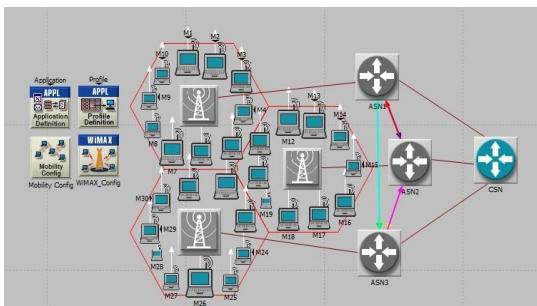 M1
M2
M10
M3
Application
Profile
ASN1
APPL
APPL
M9
M13
Application
Definition
Profile
Definition
M4
M14
M8
M12
WiMAX
M7
M15
ASN2
CSN
Mobility
Config
Mobility Config
WiMAX_Config
M30
M19
M16
M29
M18
M17
M28
M24
ASN3
M27
M25
M26